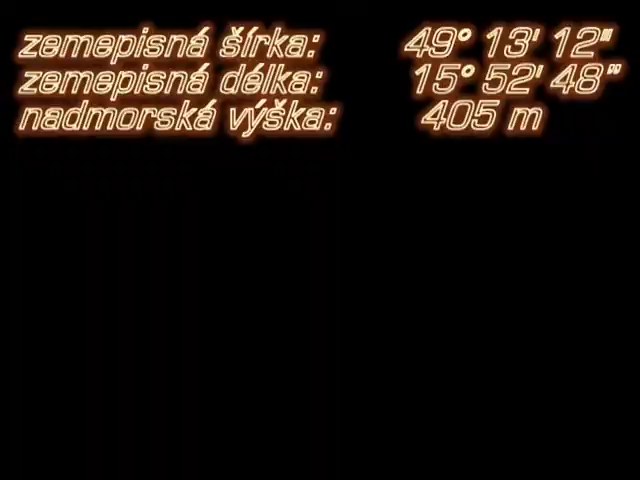 zemepisná šírka: 49° 13' 12"
zemepisná délka: 15° 52' 48"
nadmorská výška: 405 m